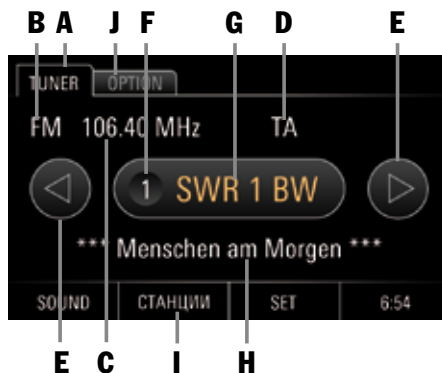 B A J F G D E
TUNER OPTION
FM 106.40 MHz TA
1 SWR 1 BW
*** Menschen am Morgen ***
SOUND СТАНЦИИ SET 6:54
E C I H